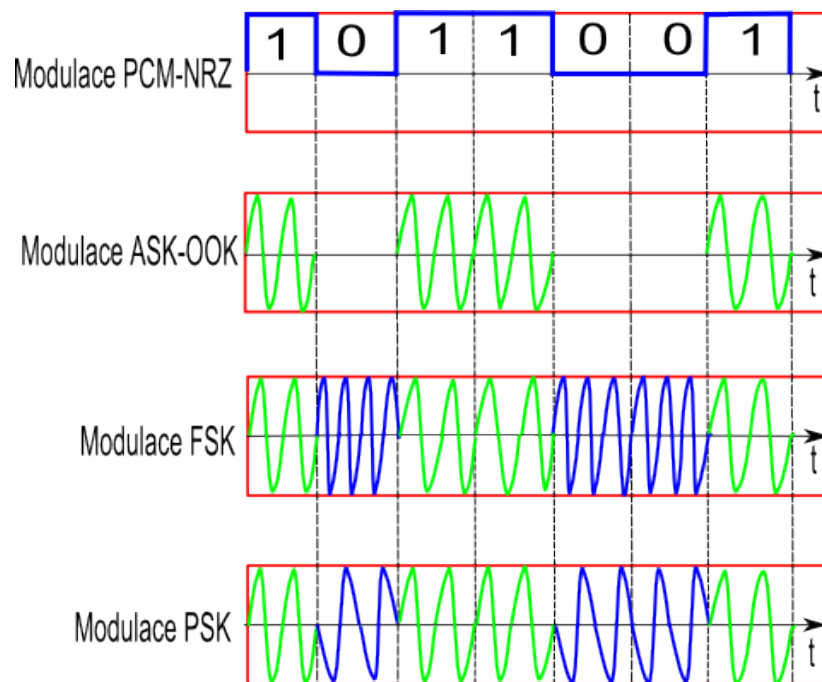 1 0 1 1 0 0 1
Modulace PCM-NRZ
t
Modulace ASK-OOK
t
Modulace FSK
t
Modulace PSK
t